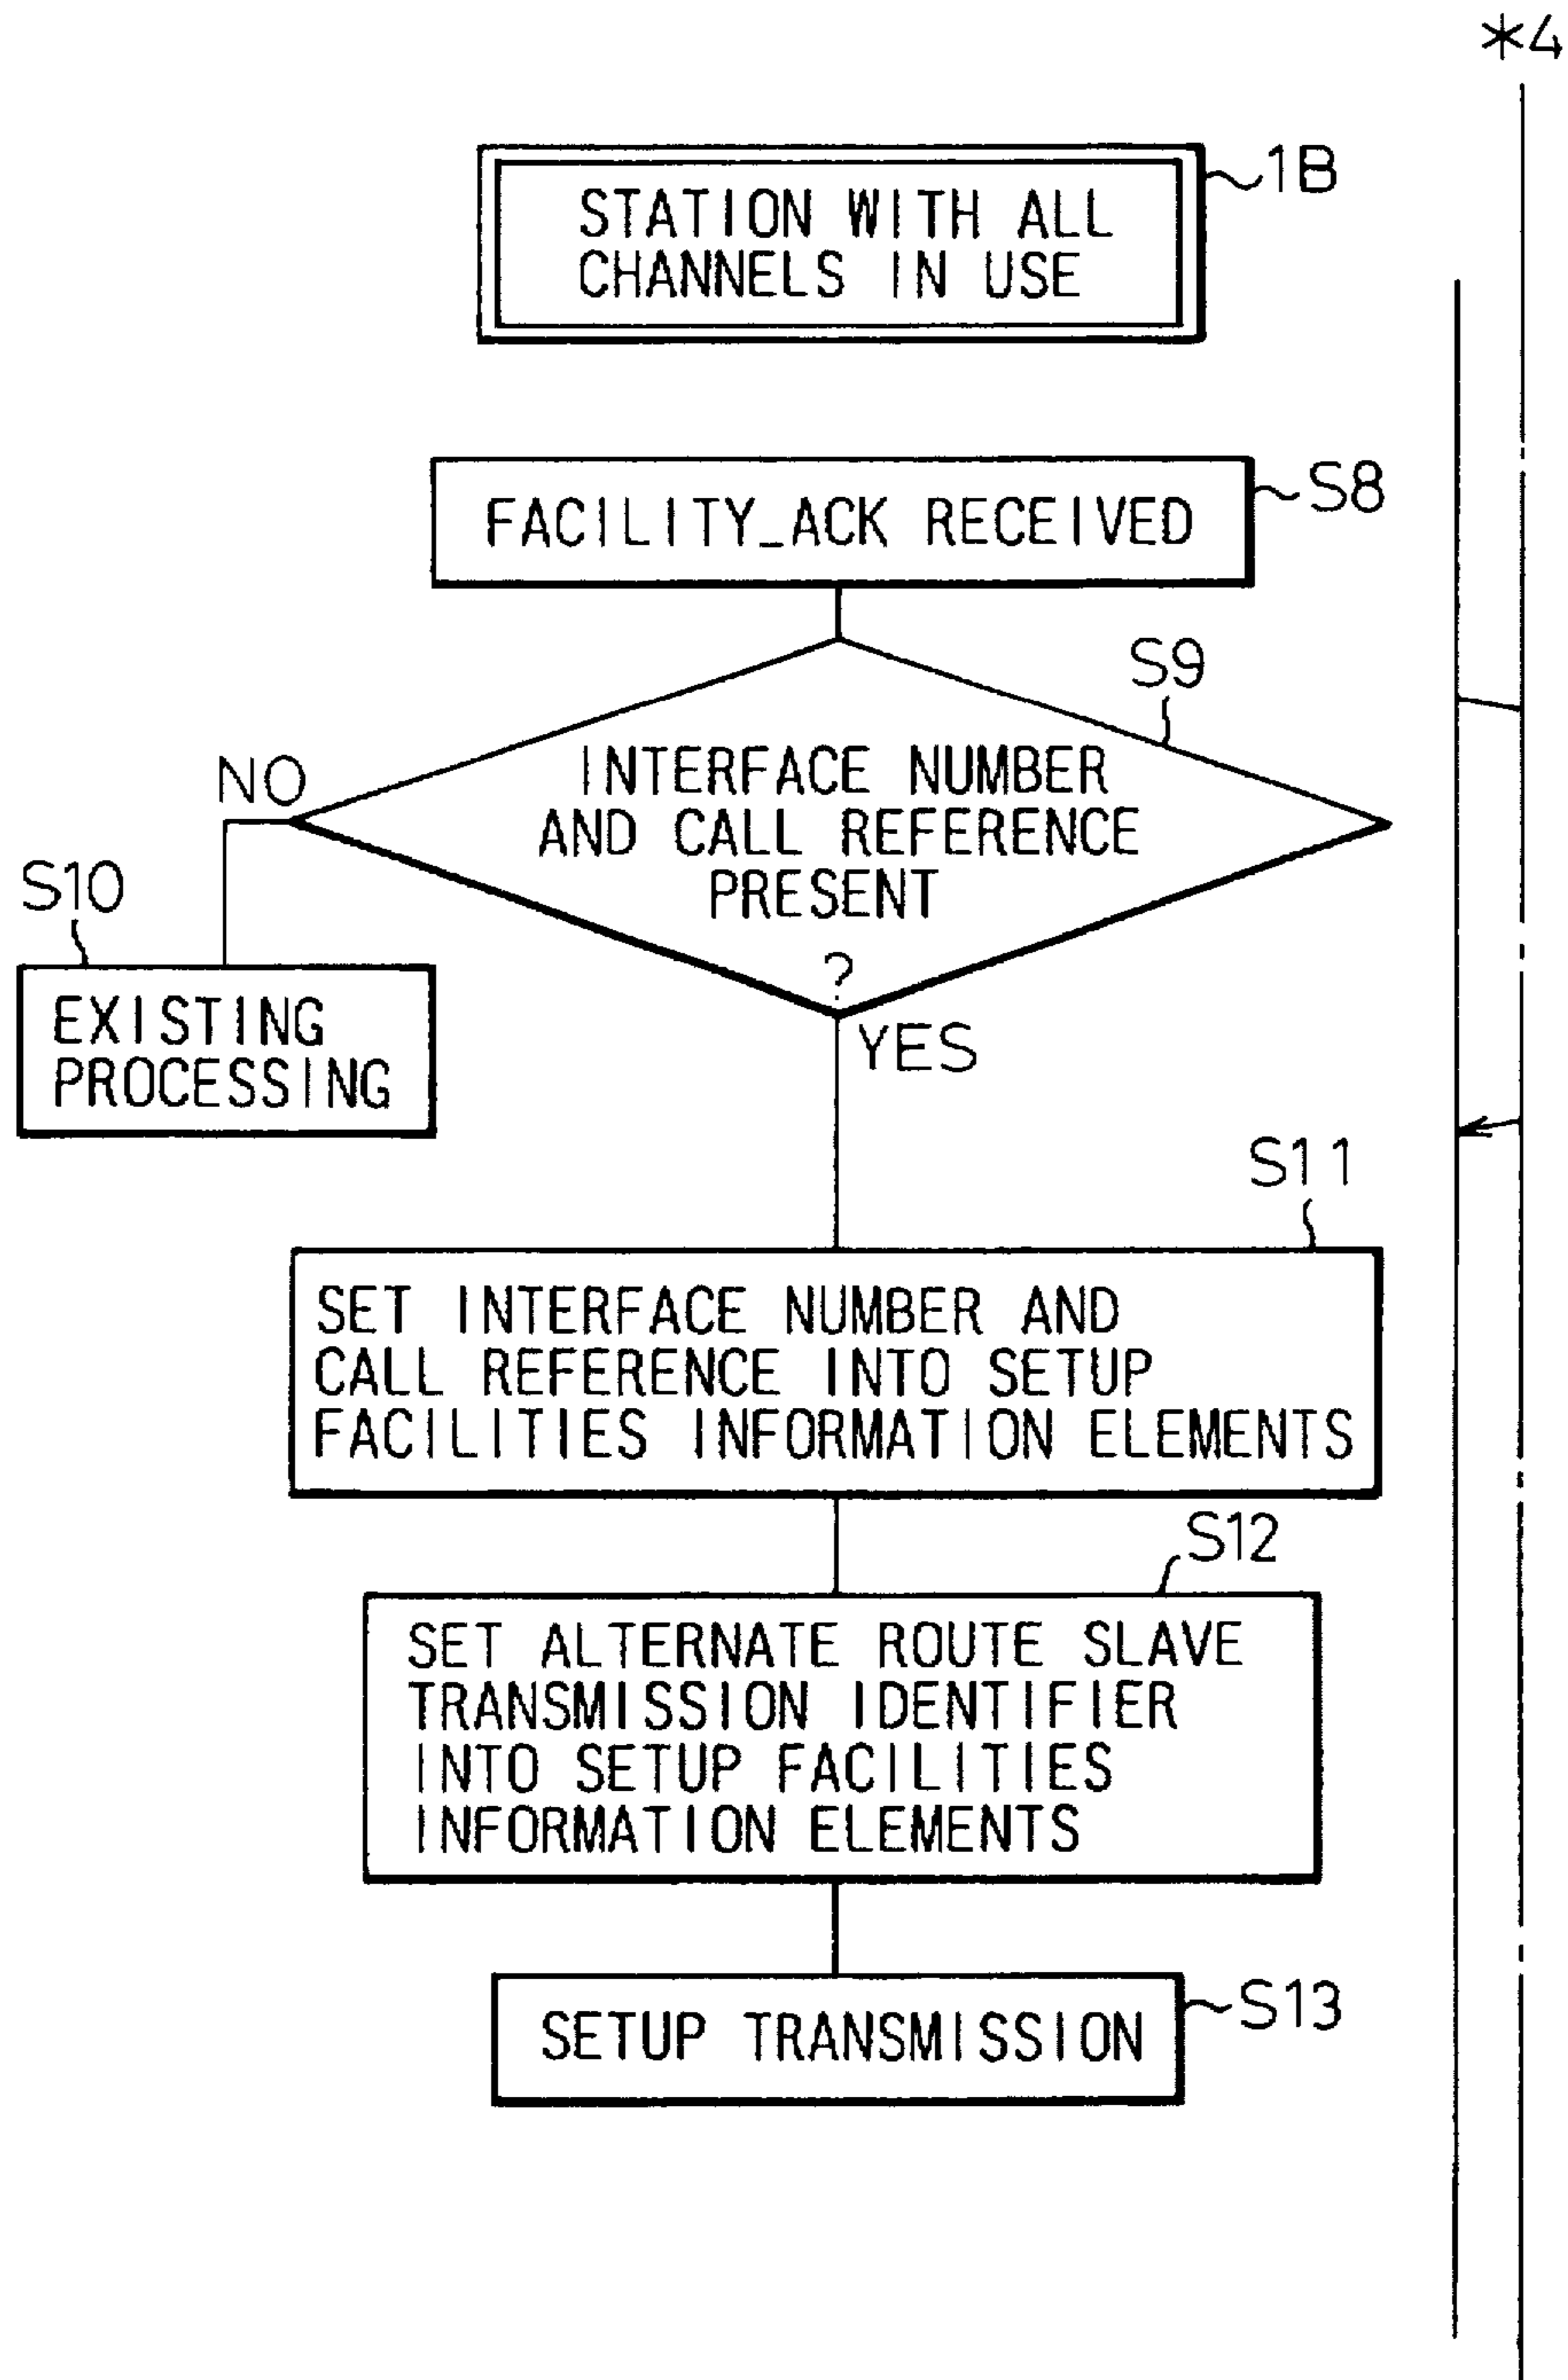 *4
1B
STATION WITH ALL
CHANNELS IN USE
S8
FACILITY_ACK RECEIVED
S9
INTERFACE NUMBER
AND CALL REFERENCE
PRESENT
?
NO
YES
S10
EXISTING
PROCESSING
S11
SET INTERFACE NUMBER AND
CALL REFERENCE INTO SETUP
FACILITIES INFORMATION ELEMENTS
S12
SET ALTERNATE ROUTE SLAVE
TRANSMISSION IDENTIFIER
INTO SETUP FACILITIES
INFORMATION ELEMENTS
S13
SETUP TRANSMISSION